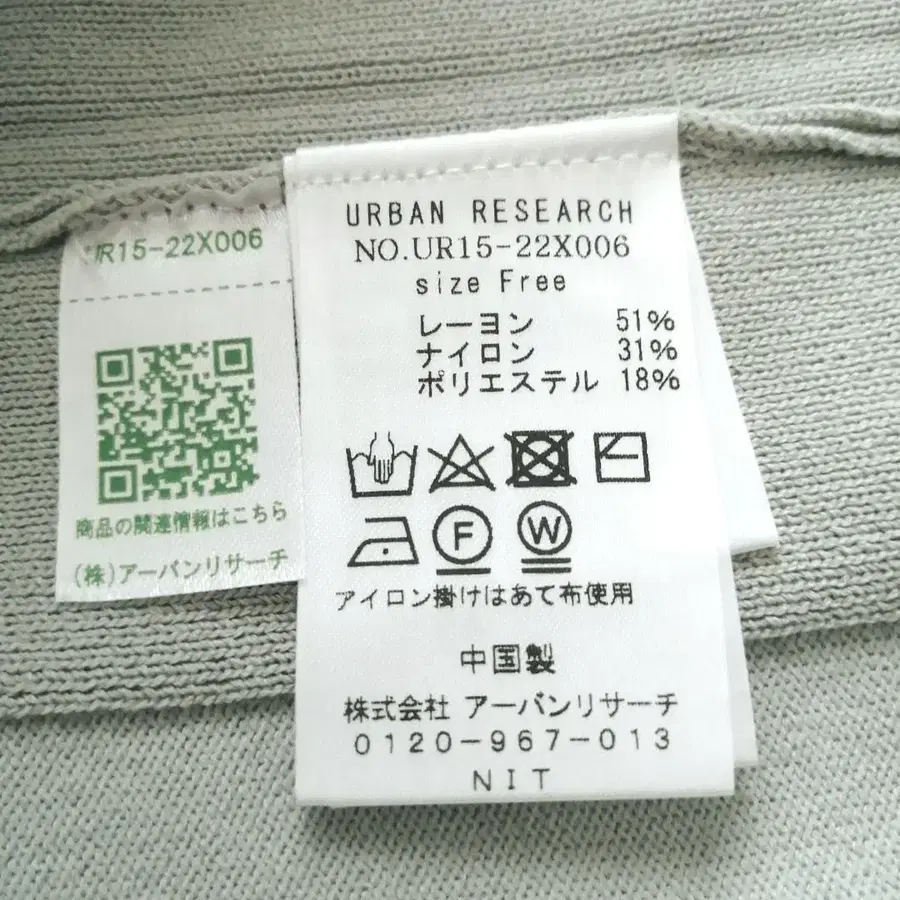 UR15-22X006
商品の関連情報はこちら
(株)アーバンリサーチ
URBAN RESEARCH
NO.UR15-22X006
size Free
レーヨン 51%
ナイロン 31%
ポリエステル 18%
F W
アイロン掛けはあて布使用
中国製
株式会社 アーバンリサーチ
0120-967-013
NIT